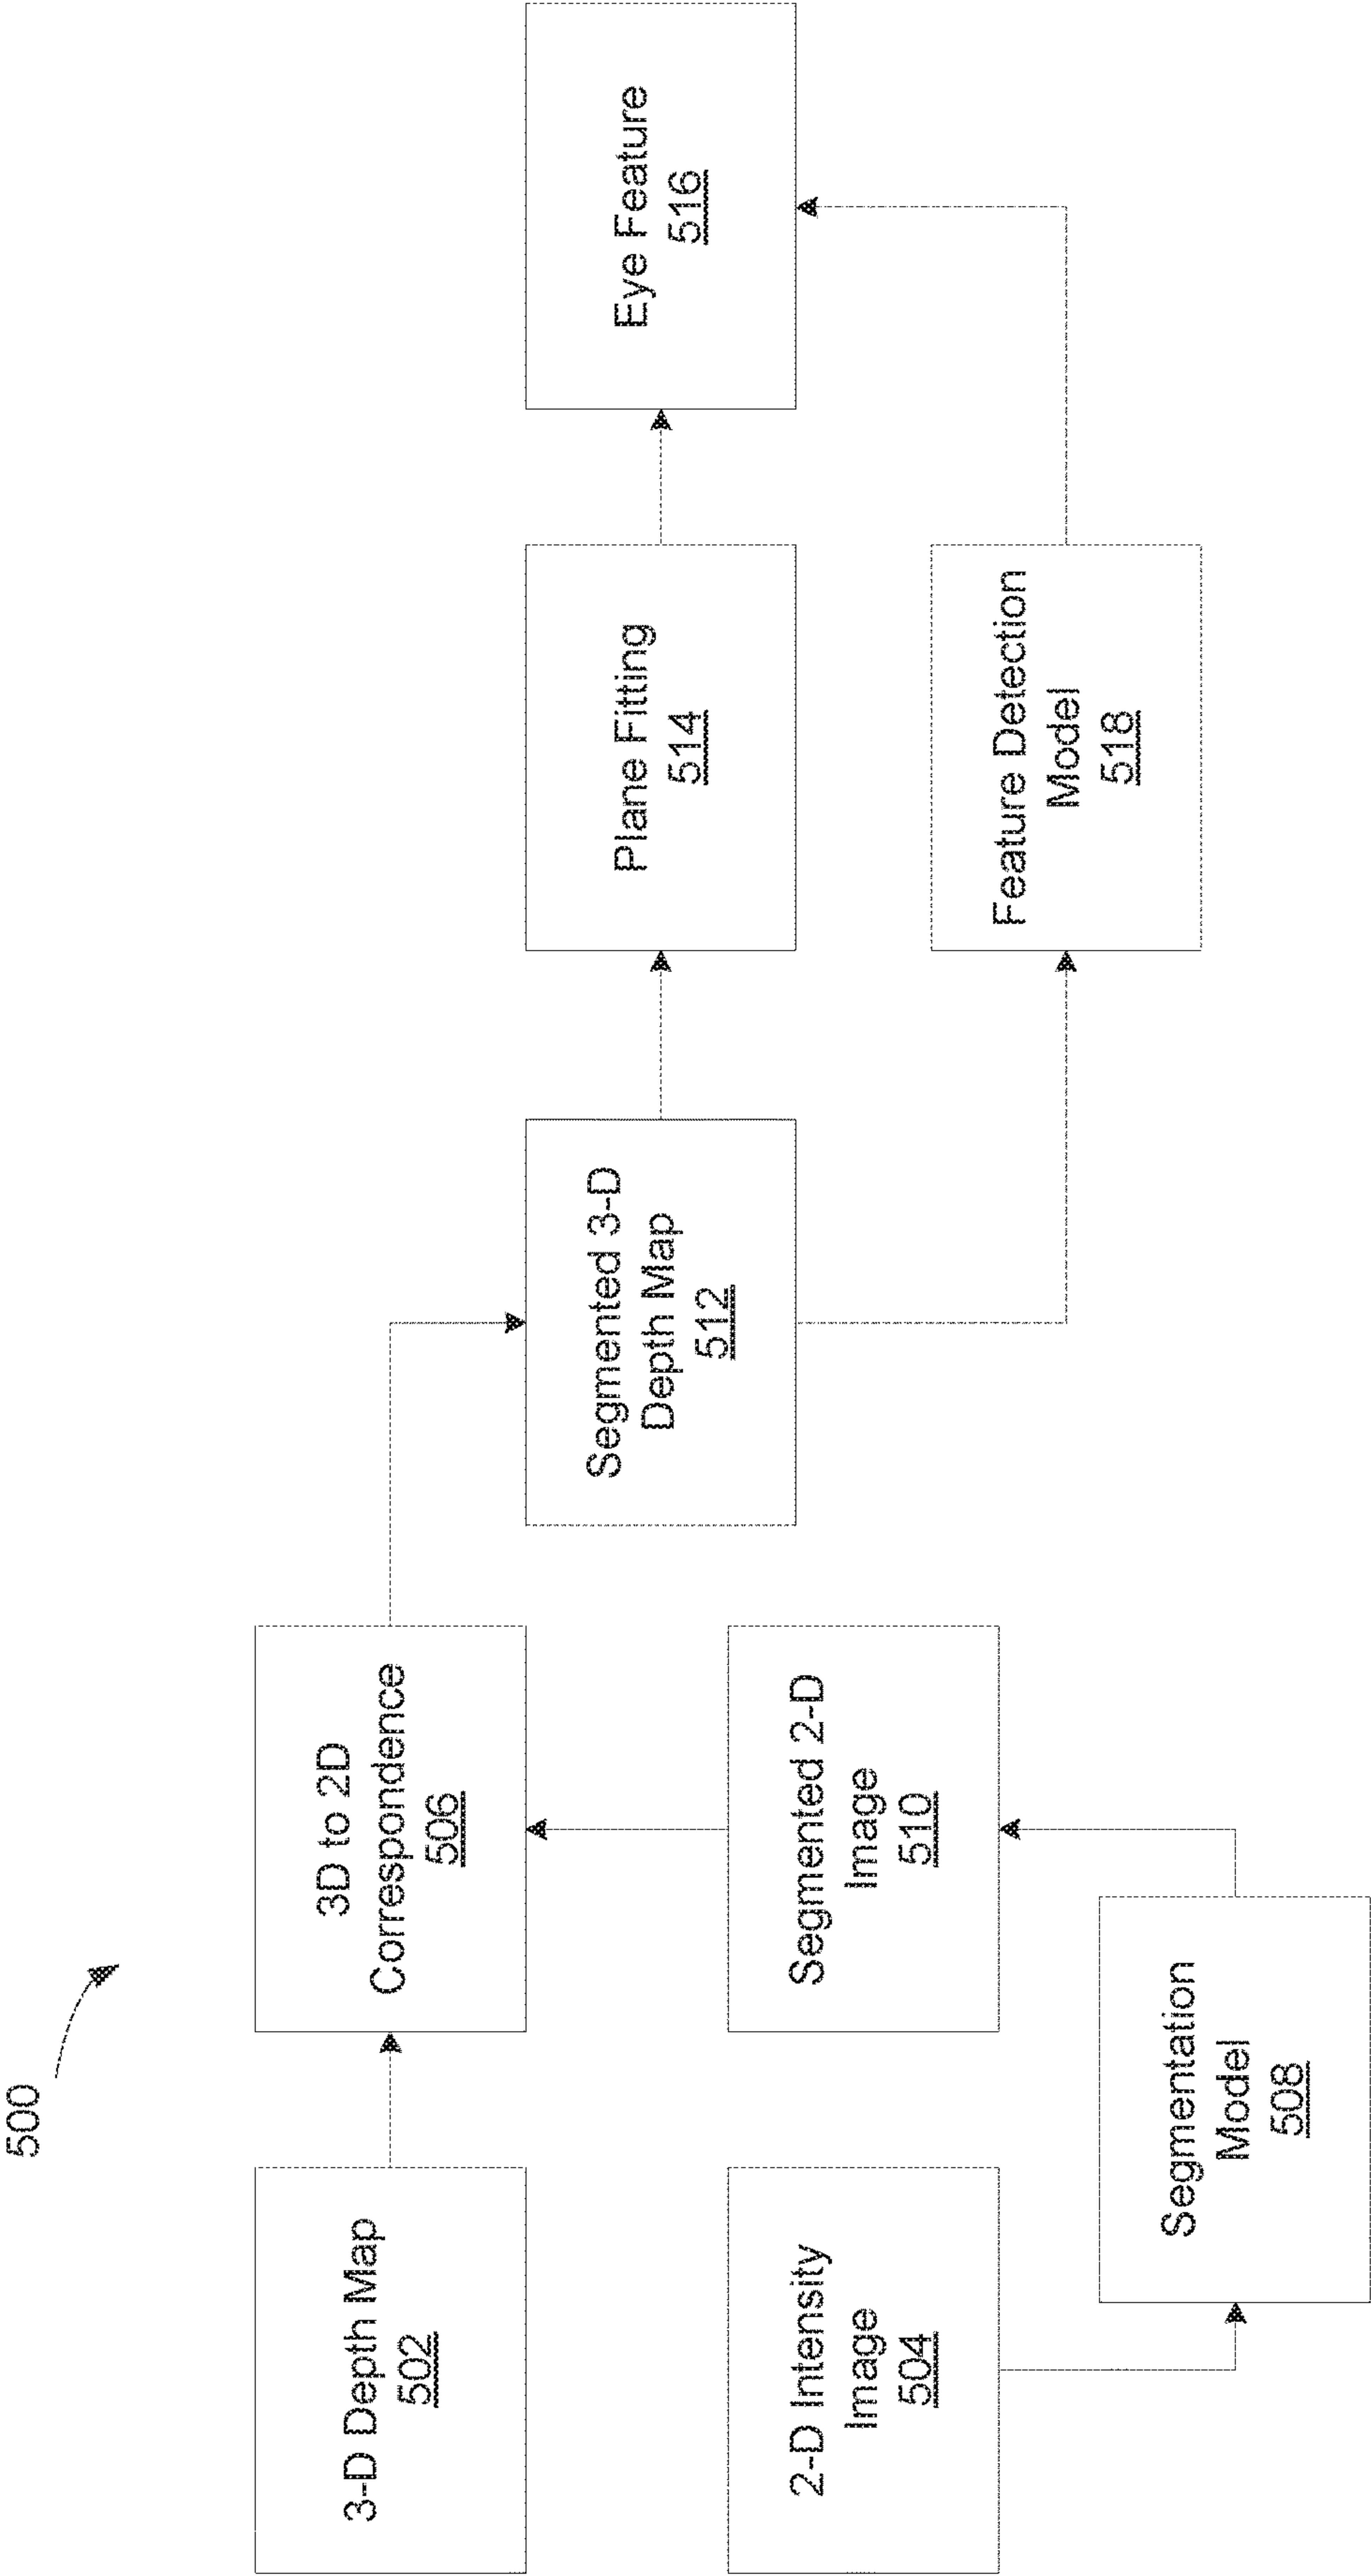 500
3-D Depth Map
502
2-D Intensity
Image
504
3D to 2D
Correspondence
506
Segmentation
Model
508
Segmented 2-D
Image
510
Segmented 3-D
Depth Map
512
Plane Fitting
514
Eye Feature
516
Feature Detection
Model
518